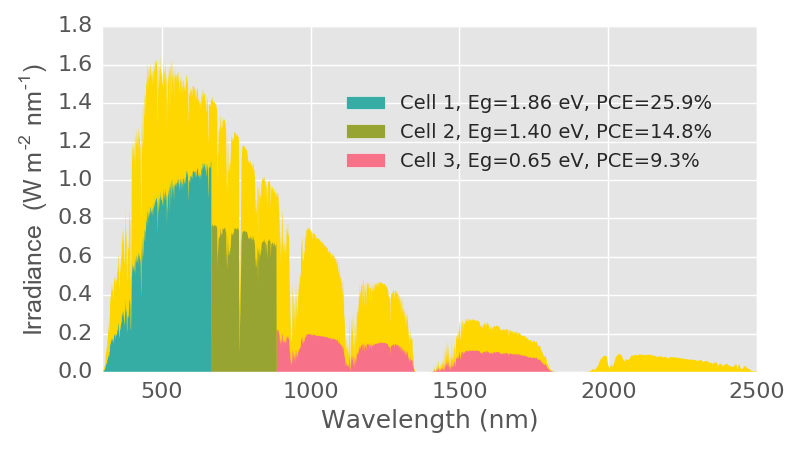 1.8
1.6
1.4
1.2
1.0
0.8
0.6
0.4
0.2
0.0
Irradiance (W m-2 nm-1)
Cell 1, Eg=1.86 eV, PCE=25.9%
Cell 2, Eg=1.40 eV, PCE=14.8%
Cell 3, Eg=0.65 eV, PCE=9.3%
500 1000 1500 2000 2500
Wavelength (nm)